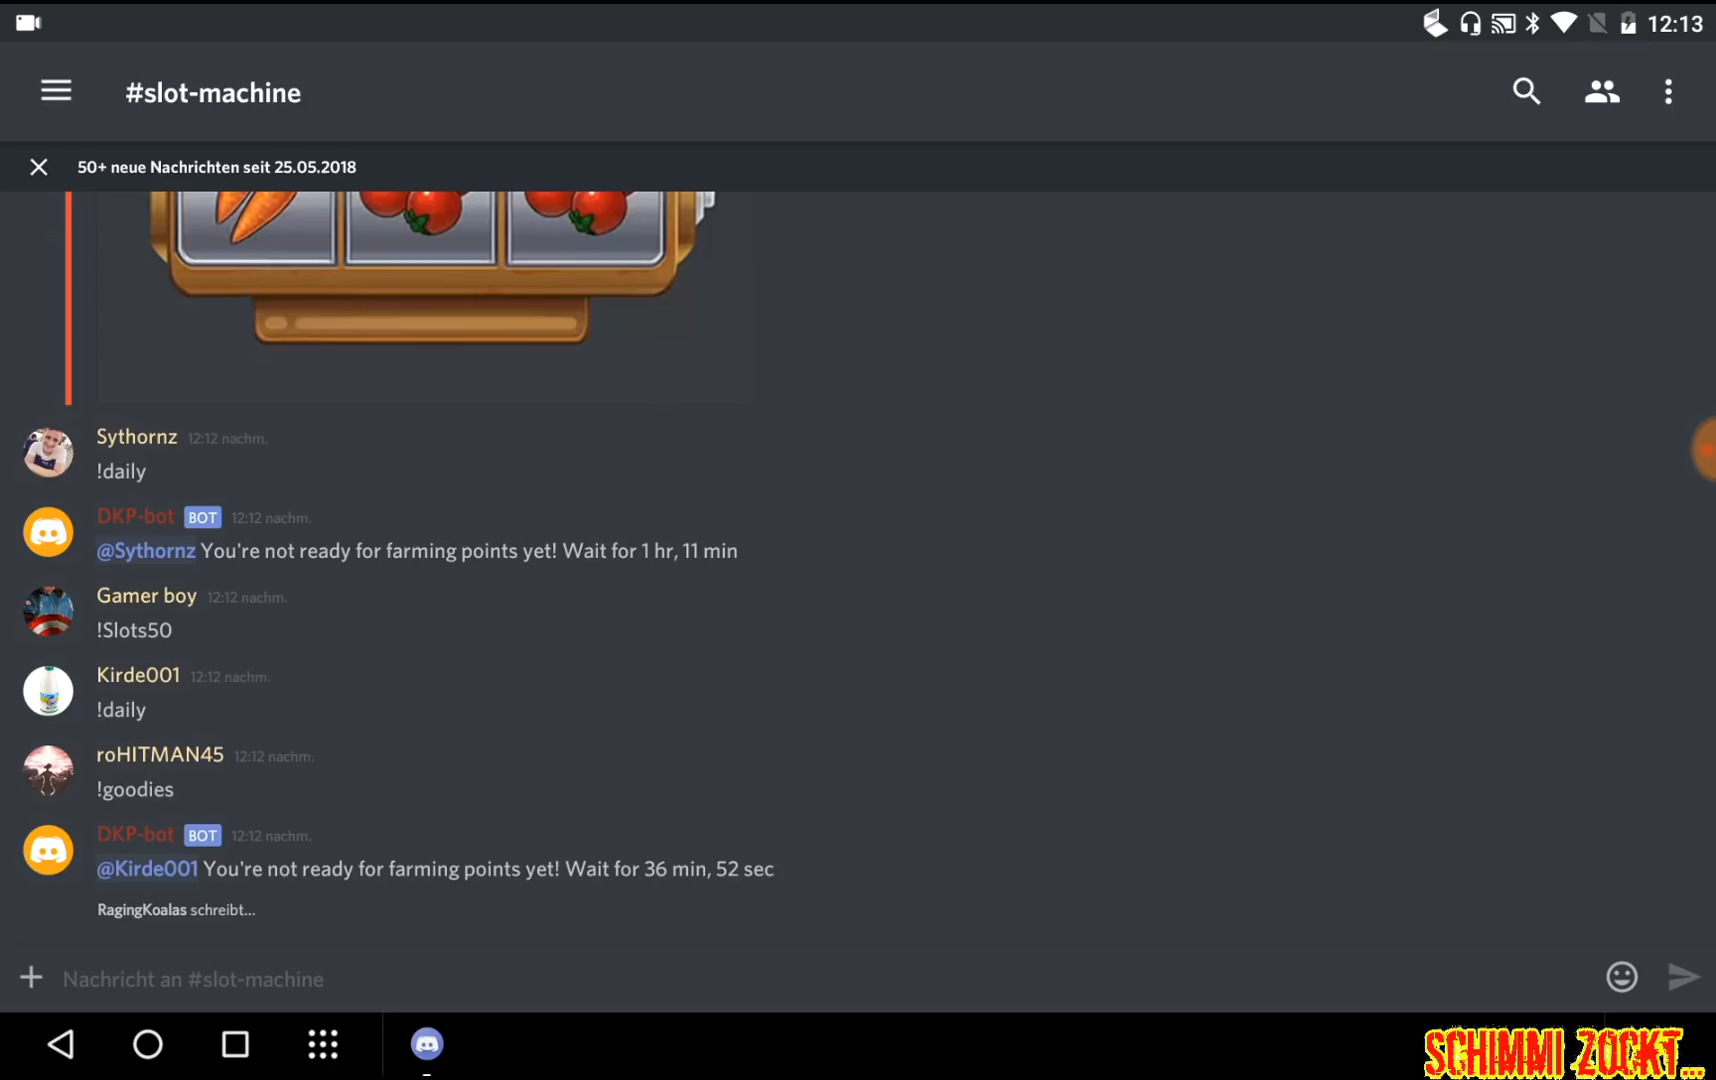 12:13
#slot-machine
50+ neue Nachrichten seit 25.05.2018
Sythornz 12:12 nachm.
!daily
DKP-bot BOT 12:12 nachm.
@Sythornz You're not ready for farming points yet! Wait for 1 hr, 11 min
Gamer boy 12:12 nachm.
!Slots50
Kirde001 12:12 nachm.
!daily
roHITMAN45 12:12 nachm.
!goodies
DKP-bot BOT 12:12 nachm.
@Kirde001 You're not ready for farming points yet! Wait for 36 min, 52 sec
RagingKoalas schreibt...
Nachricht an #slot-machine
SCHIMMI ZOCKT...